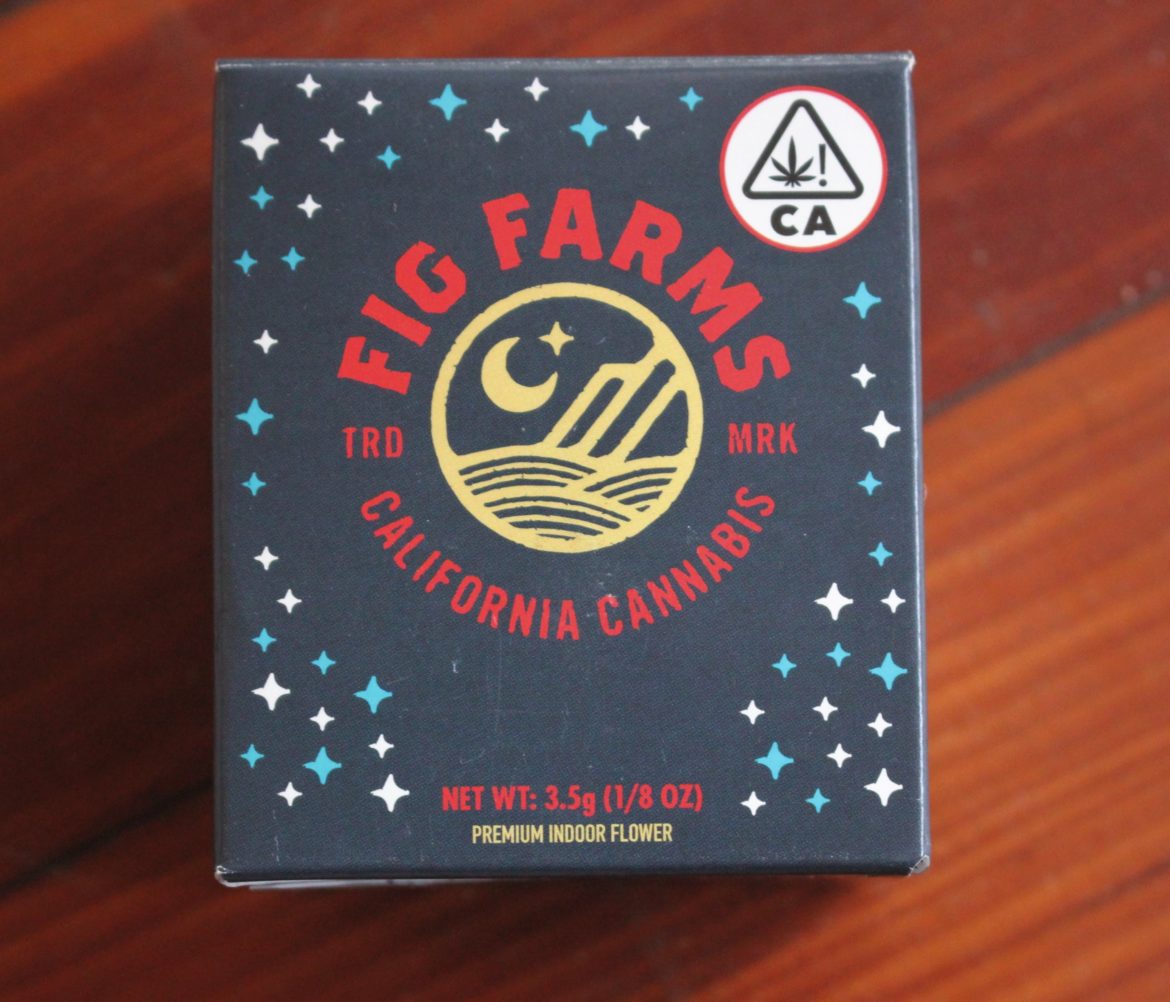 CA
FIG FARMS
TRD MRK
CALIFORNIA CANNABIS
NET WT: 3.5g (1/8 OZ)
PREMIUM INDOOR FLOWER